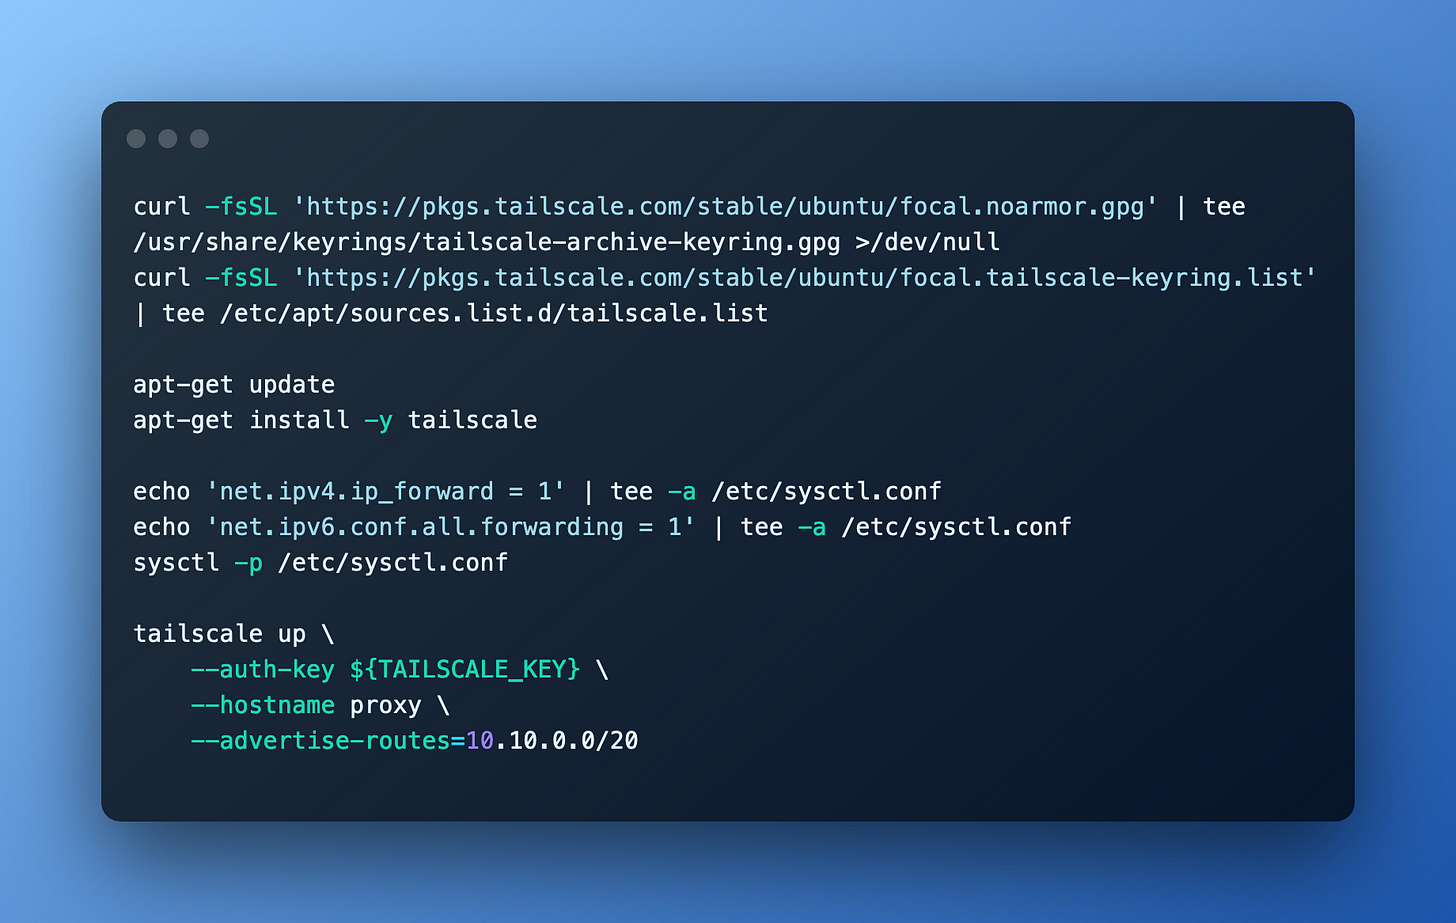 curl -fsSL 'https://pkgs.tailscale.com/stable/ubuntu/focal.noarmor.gpg' | tee
/usr/share/keyrings/tailscale-archive-keyring.gpg >/dev/null
curl -fsSL 'https://pkgs.tailscale.com/stable/ubuntu/focal.tailscale-keyring.list'
| tee /etc/apt/sources.list.d/tailscale.list

apt-get update
apt-get install -y tailscale

echo 'net.ipv4.ip_forward = 1' | tee -a /etc/sysctl.conf
echo 'net.ipv6.conf.all.forwarding = 1' | tee -a /etc/sysctl.conf
sysctl -p /etc/sysctl.conf

tailscale up \
    --auth-key ${TAILSCALE_KEY} \
    --hostname proxy \
    --advertise-routes=10.10.0.0/20